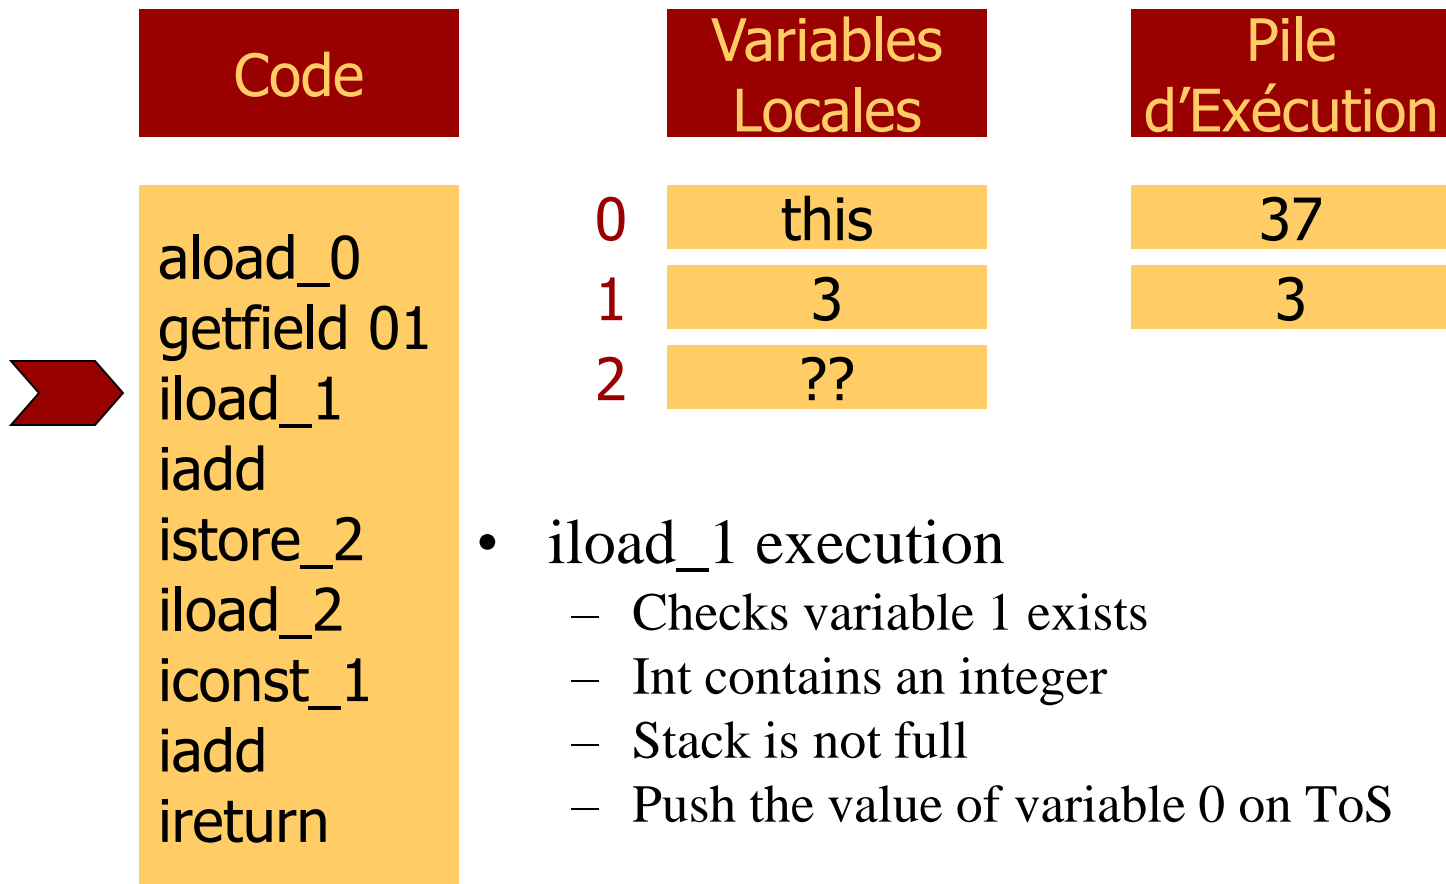 Code
Variables
Locales
Pile
d’Exécution
aload_0
getfield 01
iload_1
iadd
istore_2
iload_2
iconst_1
iadd
ireturn
0 this
1 3
2 ??
37
3
• iload_1 execution
– Checks variable 1 exists
– Int contains an integer
– Stack is not full
– Push the value of variable 0 on ToS